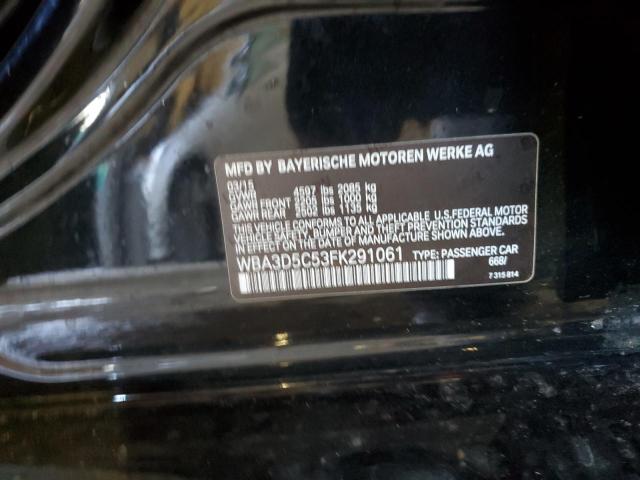 MFD BY BAYERISCHE MOTOREN WERKE AG
03/15
GVWR 4597 lbs 2085 kg
GAWR FRONT 2205 lbs 1000 kg
GAWR REAR 2502 lbs 1135 kg
THIS VEHICLE CONFORMS TO ALL APPLICABLE U.S.FEDERAL MOTOR
VEHICLE SAFETY, BUMPER AND THEFT PREVENTION STANDARDS
IN EFFECT ON THE DATE OF MANUFACTURE SHOWN ABOVE
WBA3D5C53FK291061 TYPE: PASSENGER CAR
668/
7 315 814